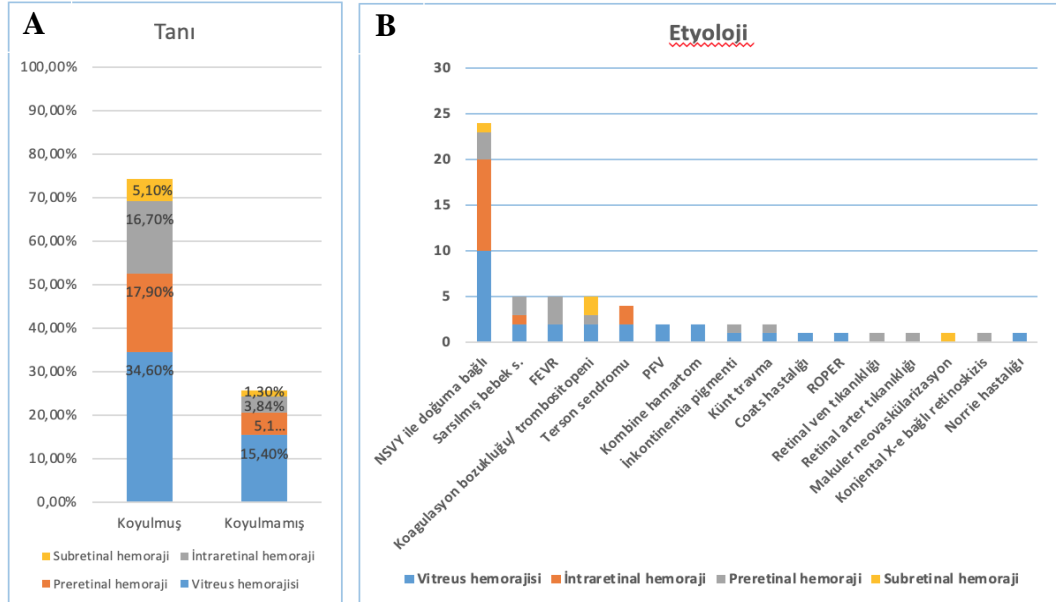 A
Tanı
100,00%
90,00%
80,00%
70,00%
60,00%
50,00%
40,00%
30,00%
20,00%
10,00%
0,00%
5,10%
16,70%
17,90%
34,60%
1,30%
3,84%
5,1...
15,40%
Koyulmuş
Koyulmamış
Subretinal hemoraji
İntraretinal hemoraji
Preretinal hemoraji
Vitreus hemorajisi
B
Etyoloji
30
25
20
15
10
5
0
NSVY ile doğuma bağlı
Sarsılmış bebek s.
FEVR
Koagulasyon bozukluğu/ trombositopeni
Terson sendromu
PFV
Kombine hamartom
İnkontinentia pigmenti
Künt travma
Coats hastalığı
ROPER
Retinal ven tıkanıklığı
Retinal arter tıkanıklığı
Makuler neovaskülarizasyon
Konjental X-e bağlı retinoskizis
Norrie hastalığı
Vitreus hemorajisi
İntraretinal hemoraji
Preretinal hemoraji
Subretinal hemoraji